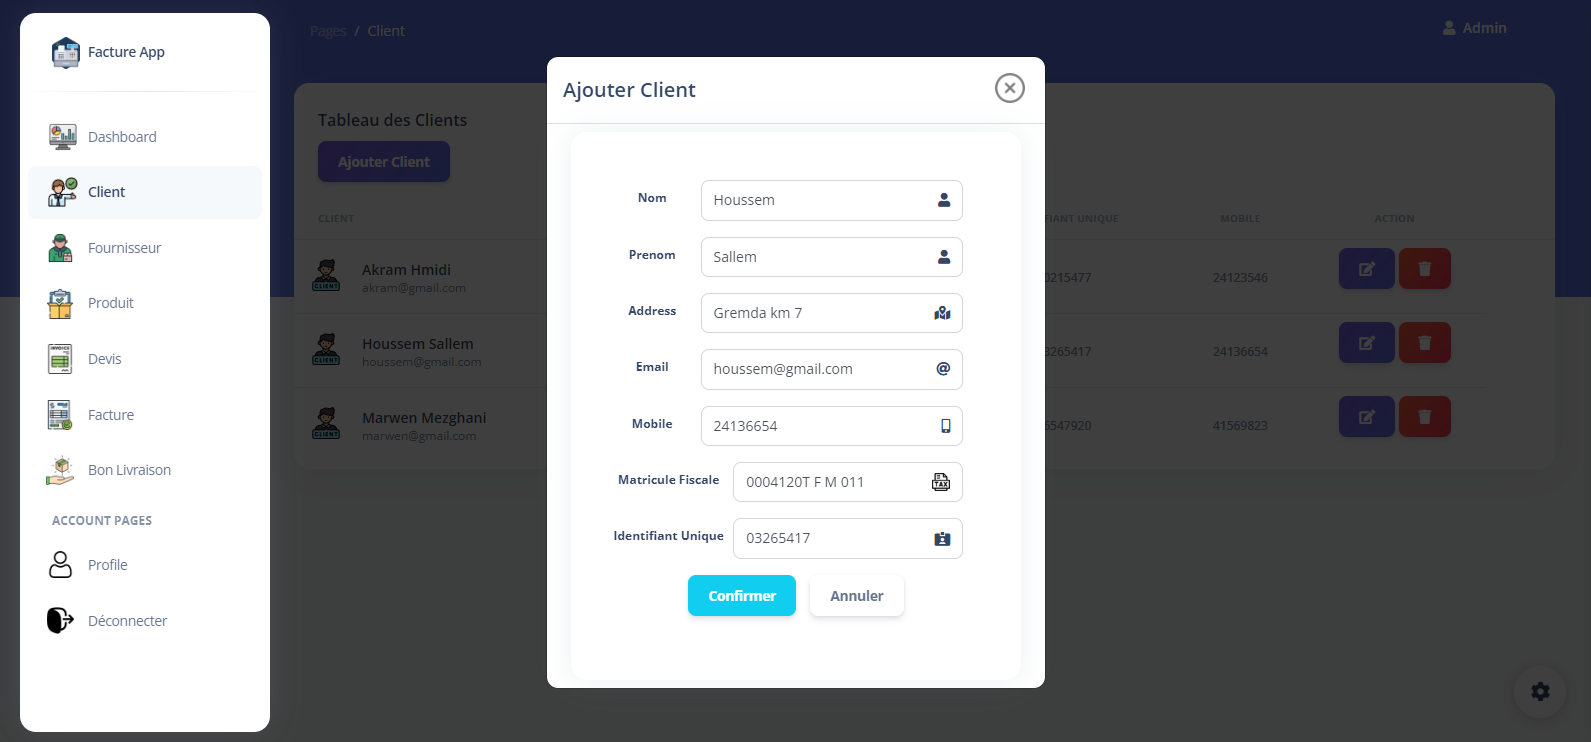 Facture App
Dashboard
Client
Fournisseur
Produit
Devis
Facture
Bon Livraison
ACCOUNT PAGES
Profile
Déconnecter
Pages / Client
Admin
Tableau des Clients
Ajouter Client
CLIENT
FIANT UNIQUE MOBILE ACTION
Akram Hmidi
akram@gmail.com
0215477 24123546
Houssem Sallem
houssem@gmail.com
3265417 24136654
Marwen Mezghani
marwen@gmail.com
6547920 41569823
Ajouter Client
Nom Houssem
Prenom Sallem
Address Gremda km 7
Email houssem@gmail.com
Mobile 24136654
Matricule Fiscale 0004120T F M 011
Identifiant Unique 03265417
Confirmer Annuler